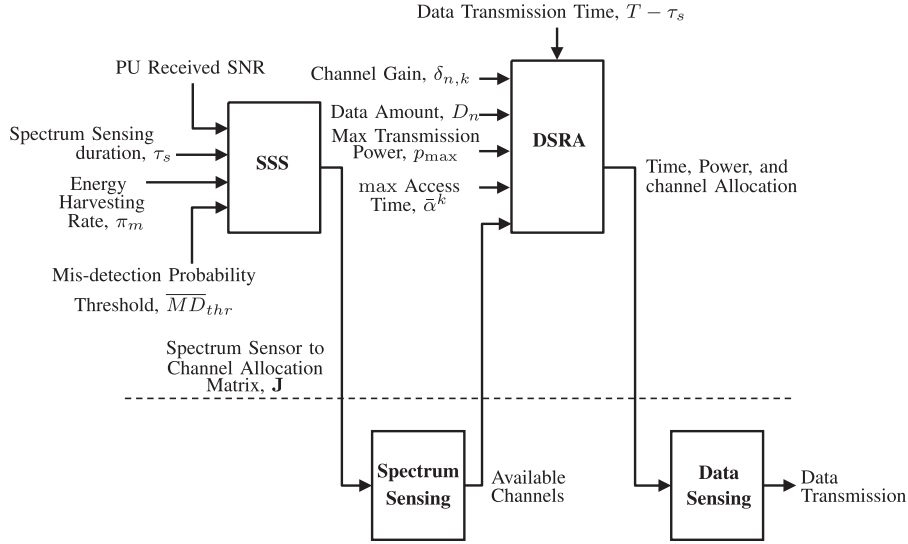 Data Transmission Time, T − τ_s
PU Received SNR
Channel Gain, δ_{n,k}
Spectrum Sensing
duration, τ_s
Data Amount, D_n
Max Transmission
Power, p_max
Energy
Harvesting
Rate, π_m
max Access
Time, ᾱ^k
SSS
DSRA
Time, Power, and
channel Allocation
Mis-detection Probability
Threshold, \overline{MD}_{thr}
Spectrum Sensor to
Channel Allocation
Matrix, J
Spectrum
Sensing
Available
Channels
Data
Sensing
Data
Transmission